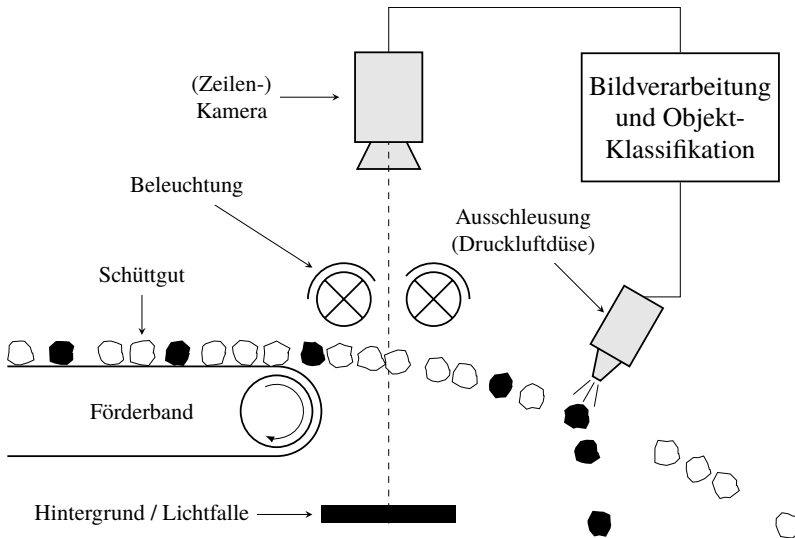 (Zeilen-)
Kamera
Bildverarbeitung
und Objekt-
Klassifikation
Beleuchtung
Ausschleusung
(Druckluftdüse)
Schüttgut
Förderband
Hintergrund / Lichtfalle